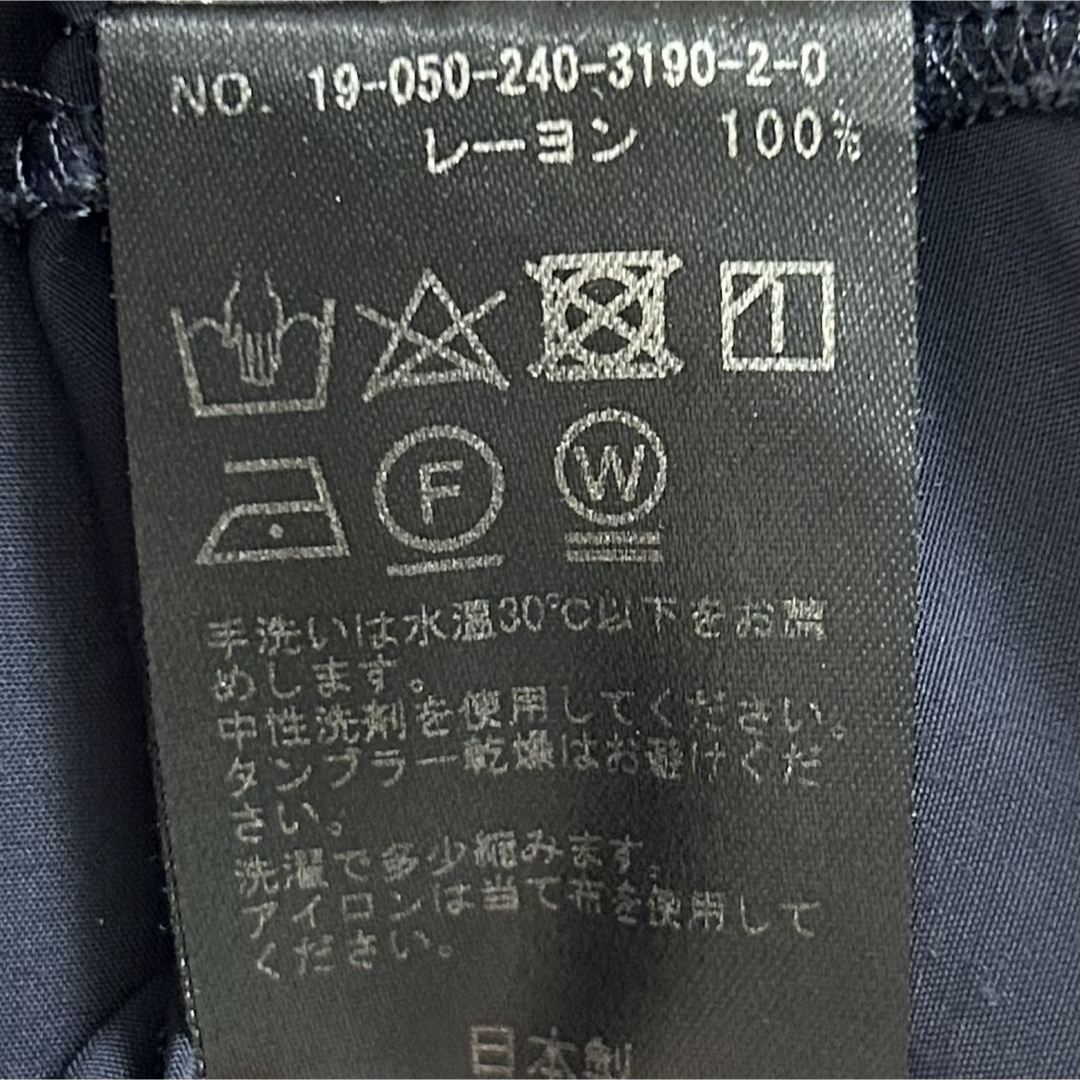 NO. 19-050-240-3190-2-0
レーヨン 100%
F W
手洗いは水温30℃以下をお薦
めします。
中性洗剤を使用してください。
タンブラー乾燥はお避けくだ
さい。
洗濯で多少縮みます。
アイロンは当て布を使用して
ください。
日本製